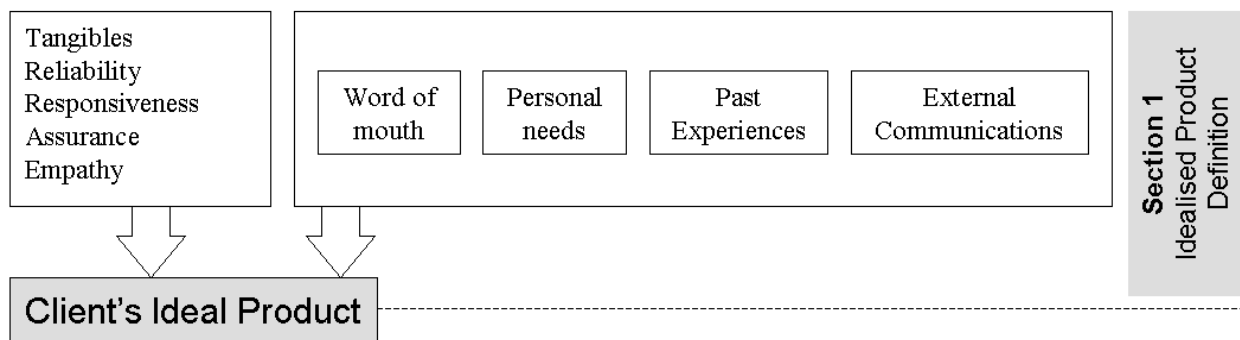 Tangibles
Reliability
Responsiveness
Assurance
Empathy
Word of
mouth
Personal
needs
Past
Experiences
External
Communications
Section 1
Idealised Product
Definition
Client's Ideal Product